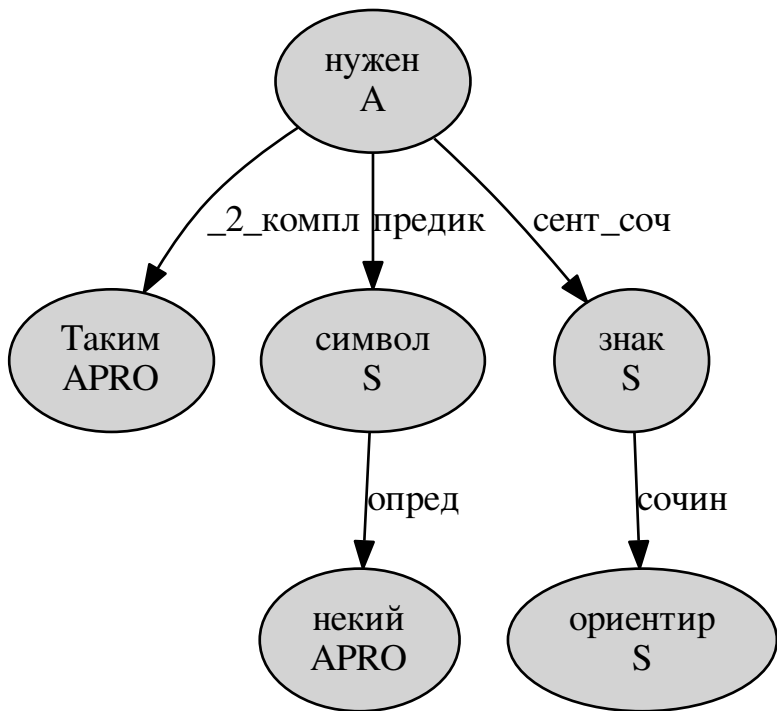 нужен
A
_2_компл
предик
сент_соч
Таким
APRO
символ
S
знак
S
опред
сочин
некий
APRO
ориентир
S